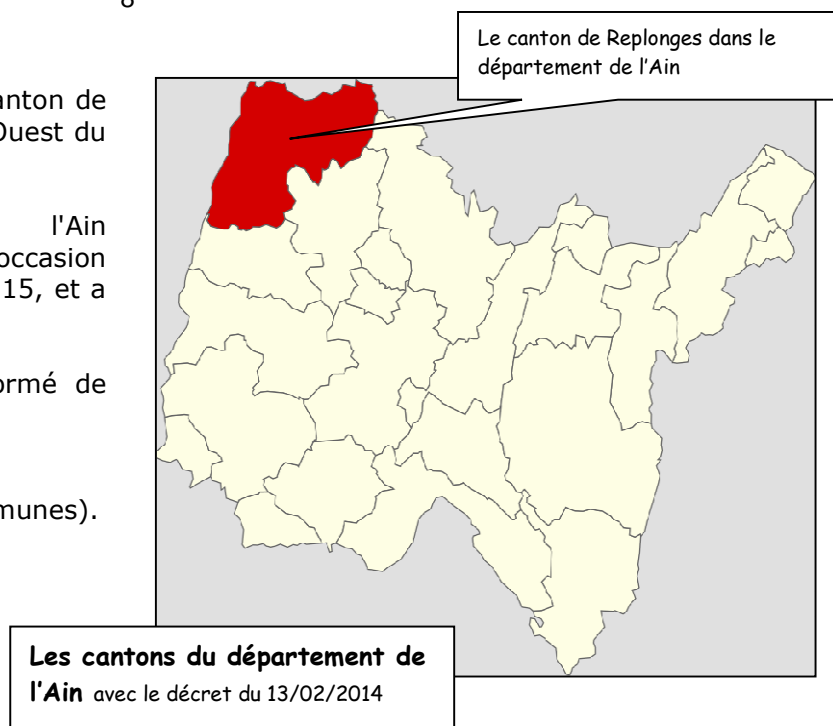 Le canton de Replonges dans le
département de l'Ain
anton de
Ouest du
l'Ain
occasion
15, et a
ormé de
munes).
Les cantons du département de
l'Ain avec le décret du 13/02/2014